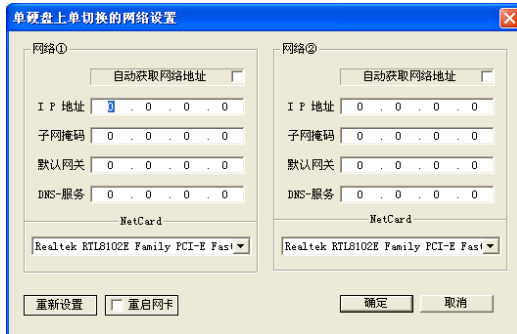 单硬盘上单切换的网络设置
网络①
自动获取网络地址
I P 地址 0 . 0 . 0 . 0
子网掩码 0 . 0 . 0 . 0
默认网关 0 . 0 . 0 . 0
DNS-服务 0 . 0 . 0 . 0
NetCard
Realtek RTL8102E Family PCI-E Fast
网络②
自动获取网络地址
I P 地址 0 . 0 . 0 . 0
子网掩码 0 . 0 . 0 . 0
默认网关 0 . 0 . 0 . 0
DNS-服务 0 . 0 . 0 . 0
NetCard
Realtek RTL8102E Family PCI-E Fast
重新设置 重启网卡 确定 取消